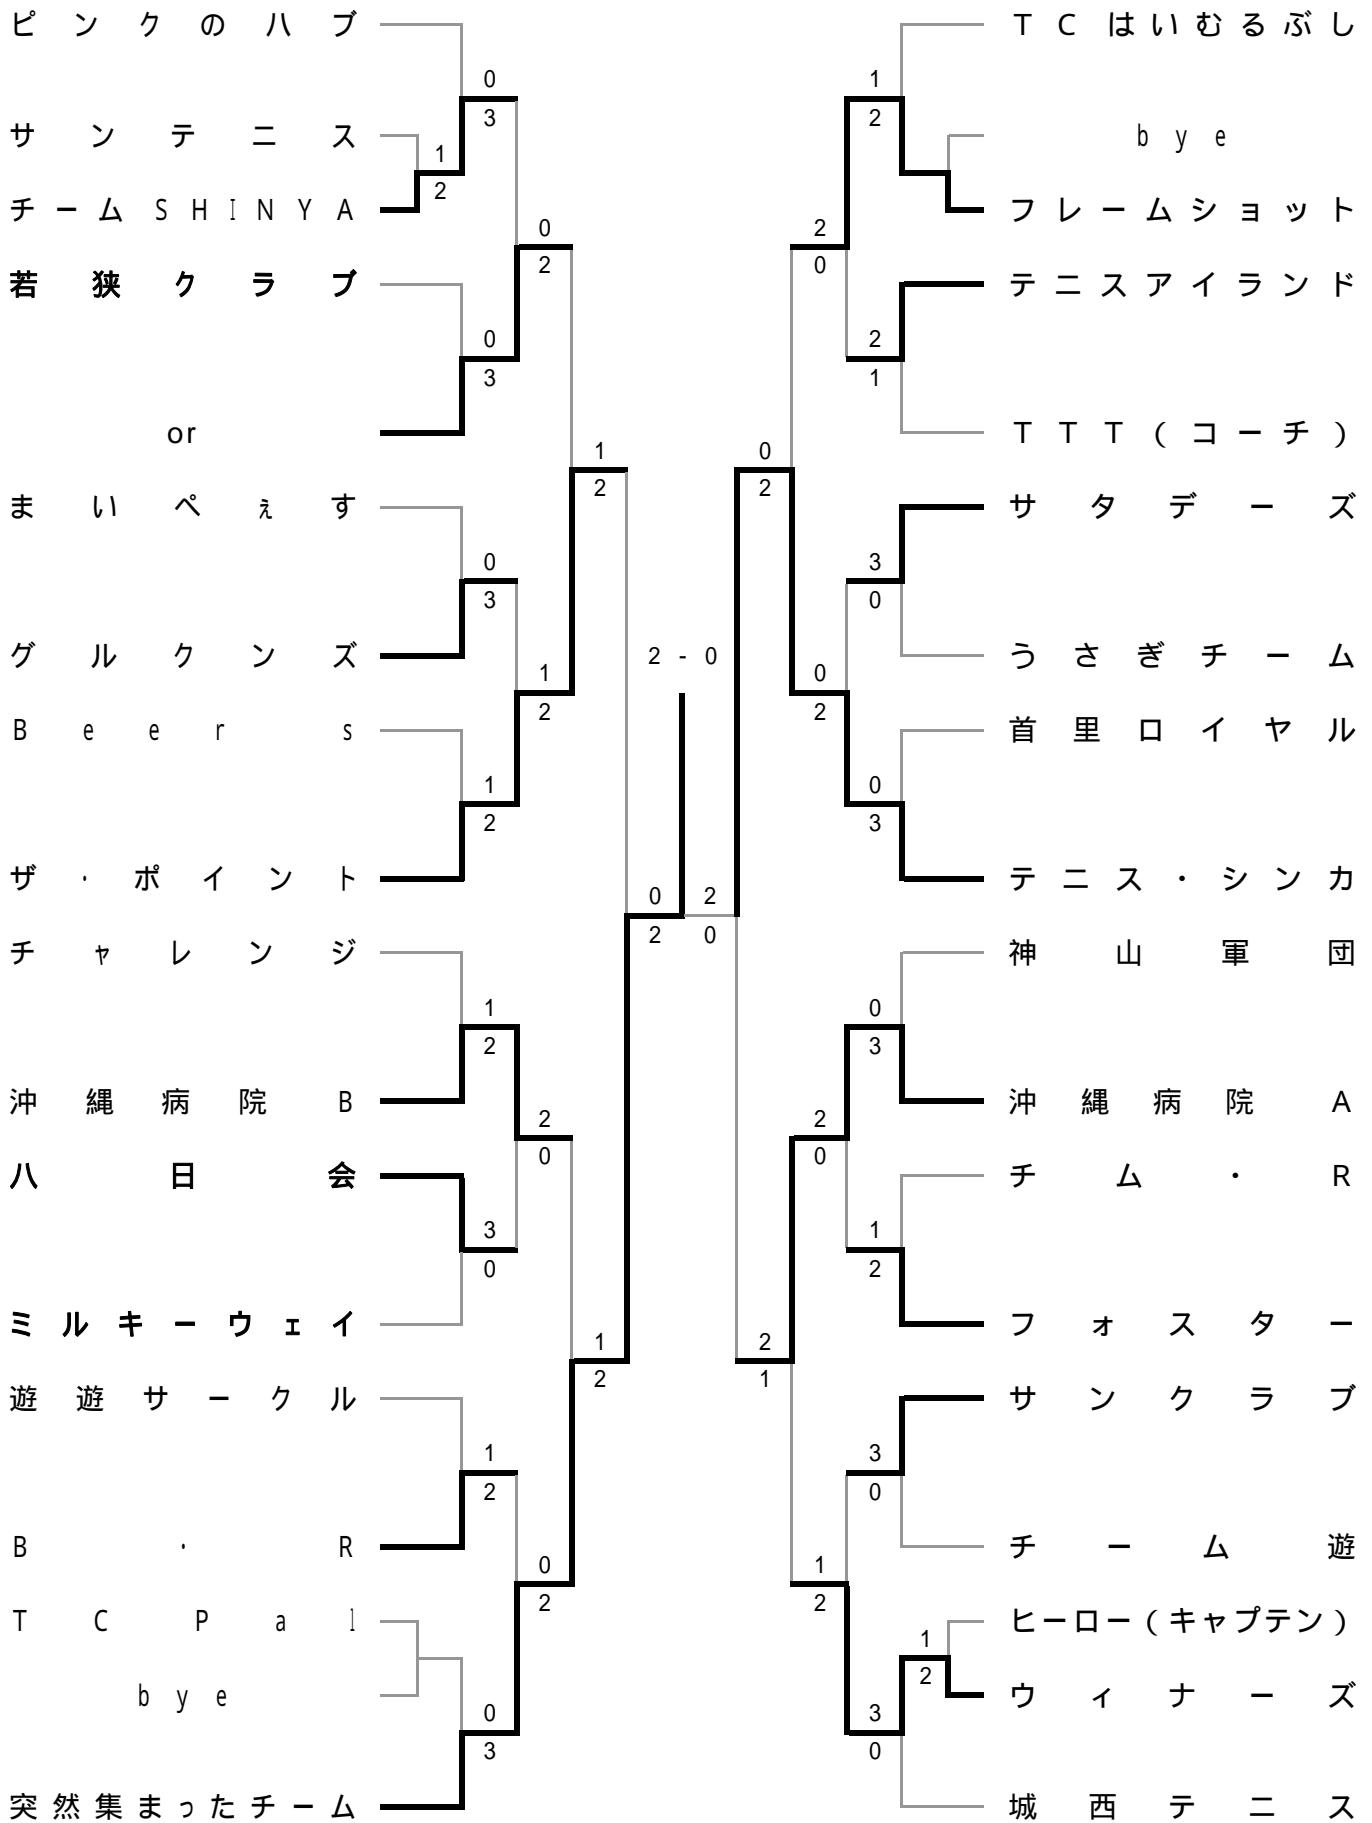 ピンクのハブ
TCはいむるぶし
0
1
3
2
サンテニス
bye
1
2
チームSHINYA
フレームショット
0
2
2
0
若狭クラブ
テニスアイランド
0
2
3
1
or
TTT(コーチ)
1
0
2
2
まいぺぇす
サタデーズ
0
3
3
0
グルクンズ
2-0
うさぎチーム
1
0
2
2
Beers
首里ロイヤル
1
0
2
3
ザ・ポイント
テニス・シンカ
0
2
2
0
チャレンジ
神山軍団
1
0
2
3
沖縄病院B
沖縄病院A
2
2
0
0
八日会
チム・R
3
1
0
2
ミルキーウェイ
フォスター
1
2
2
1
遊遊サークル
サンクラブ
1
3
2
0
B・R
チーム遊
0
1
2
2
TCPal
ヒーロー(キャプテン)
1
2
bye
ウィナーズ
0
3
3
0
突然集まったチーム
城西テニス